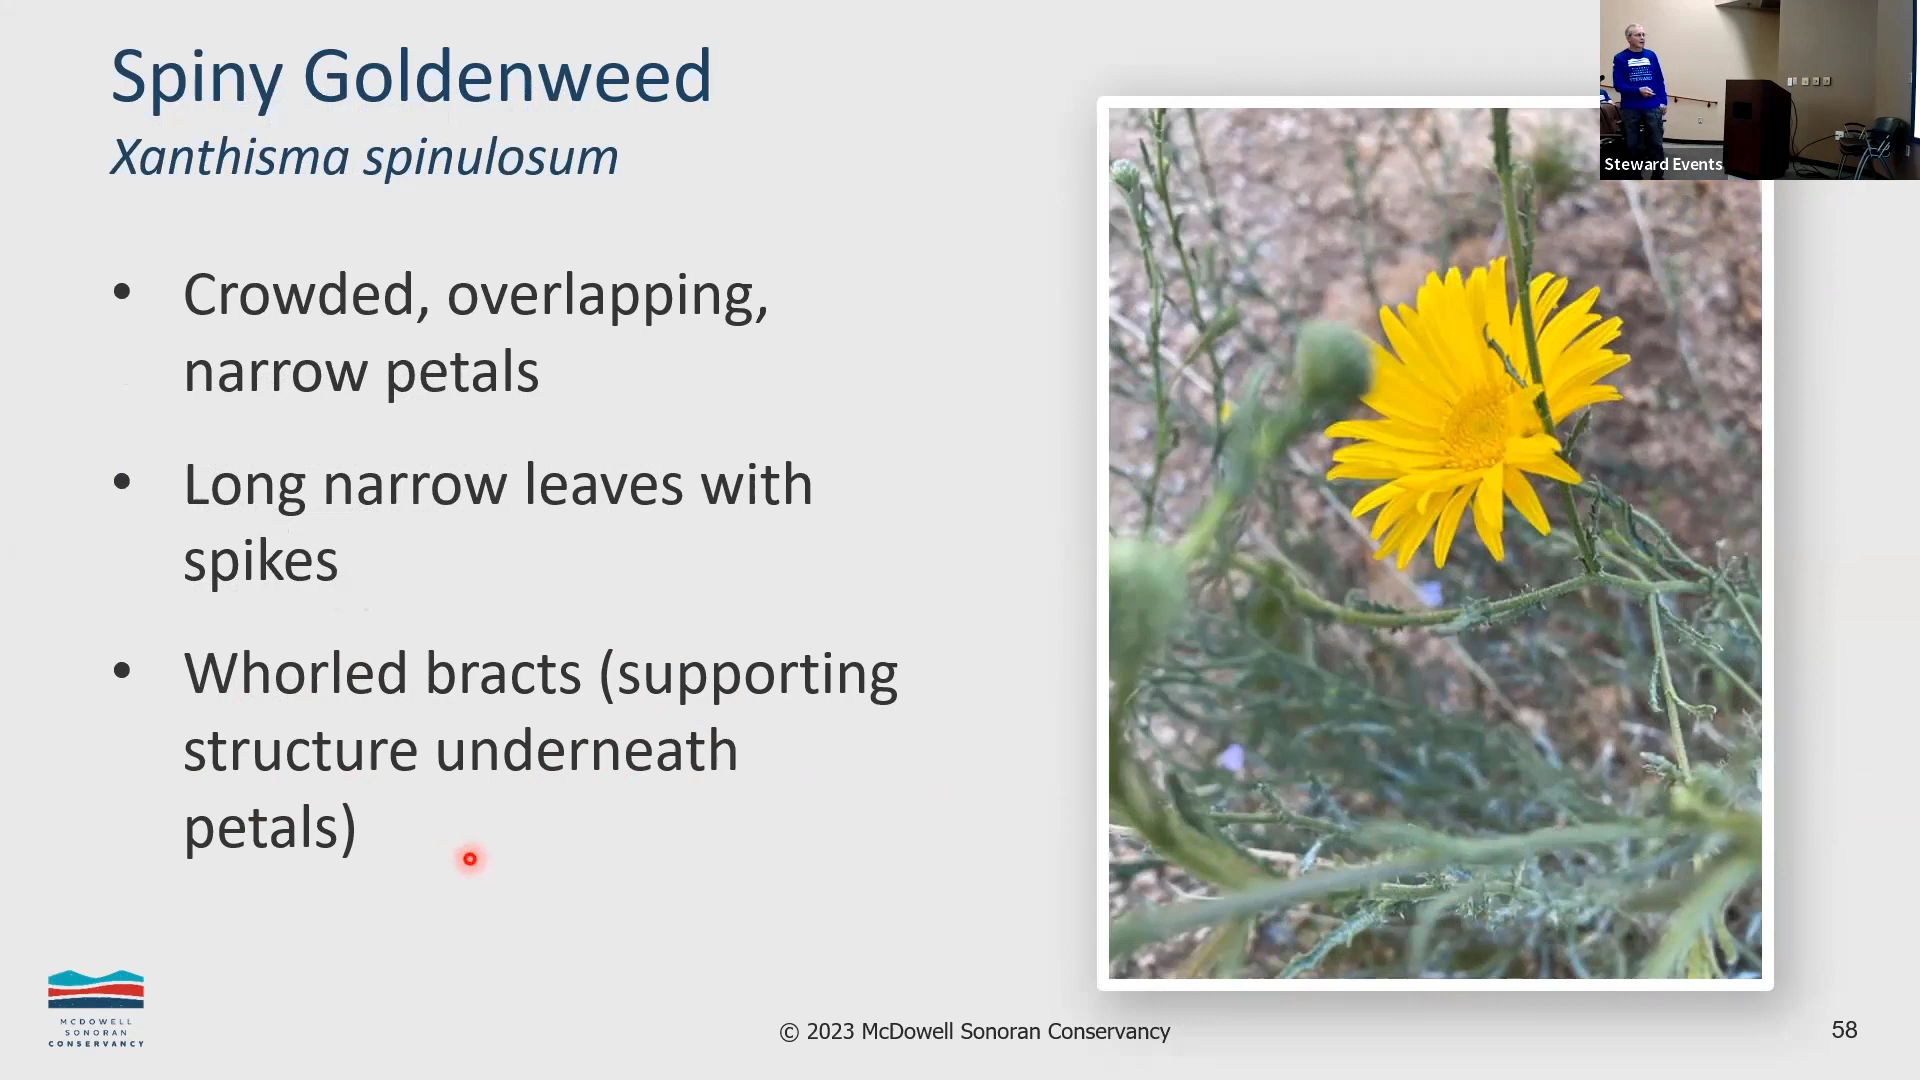 Spiny Goldenweed
Xanthisma spinulosum
• Crowded, overlapping,
narrow petals
• Long narrow leaves with
spikes
• Whorled bracts (supporting
structure underneath
petals)
Steward Events
STEWARD
MCDOWELL
SONORAN
CONSERVANCY
© 2023 McDowell Sonoran Conservancy
58